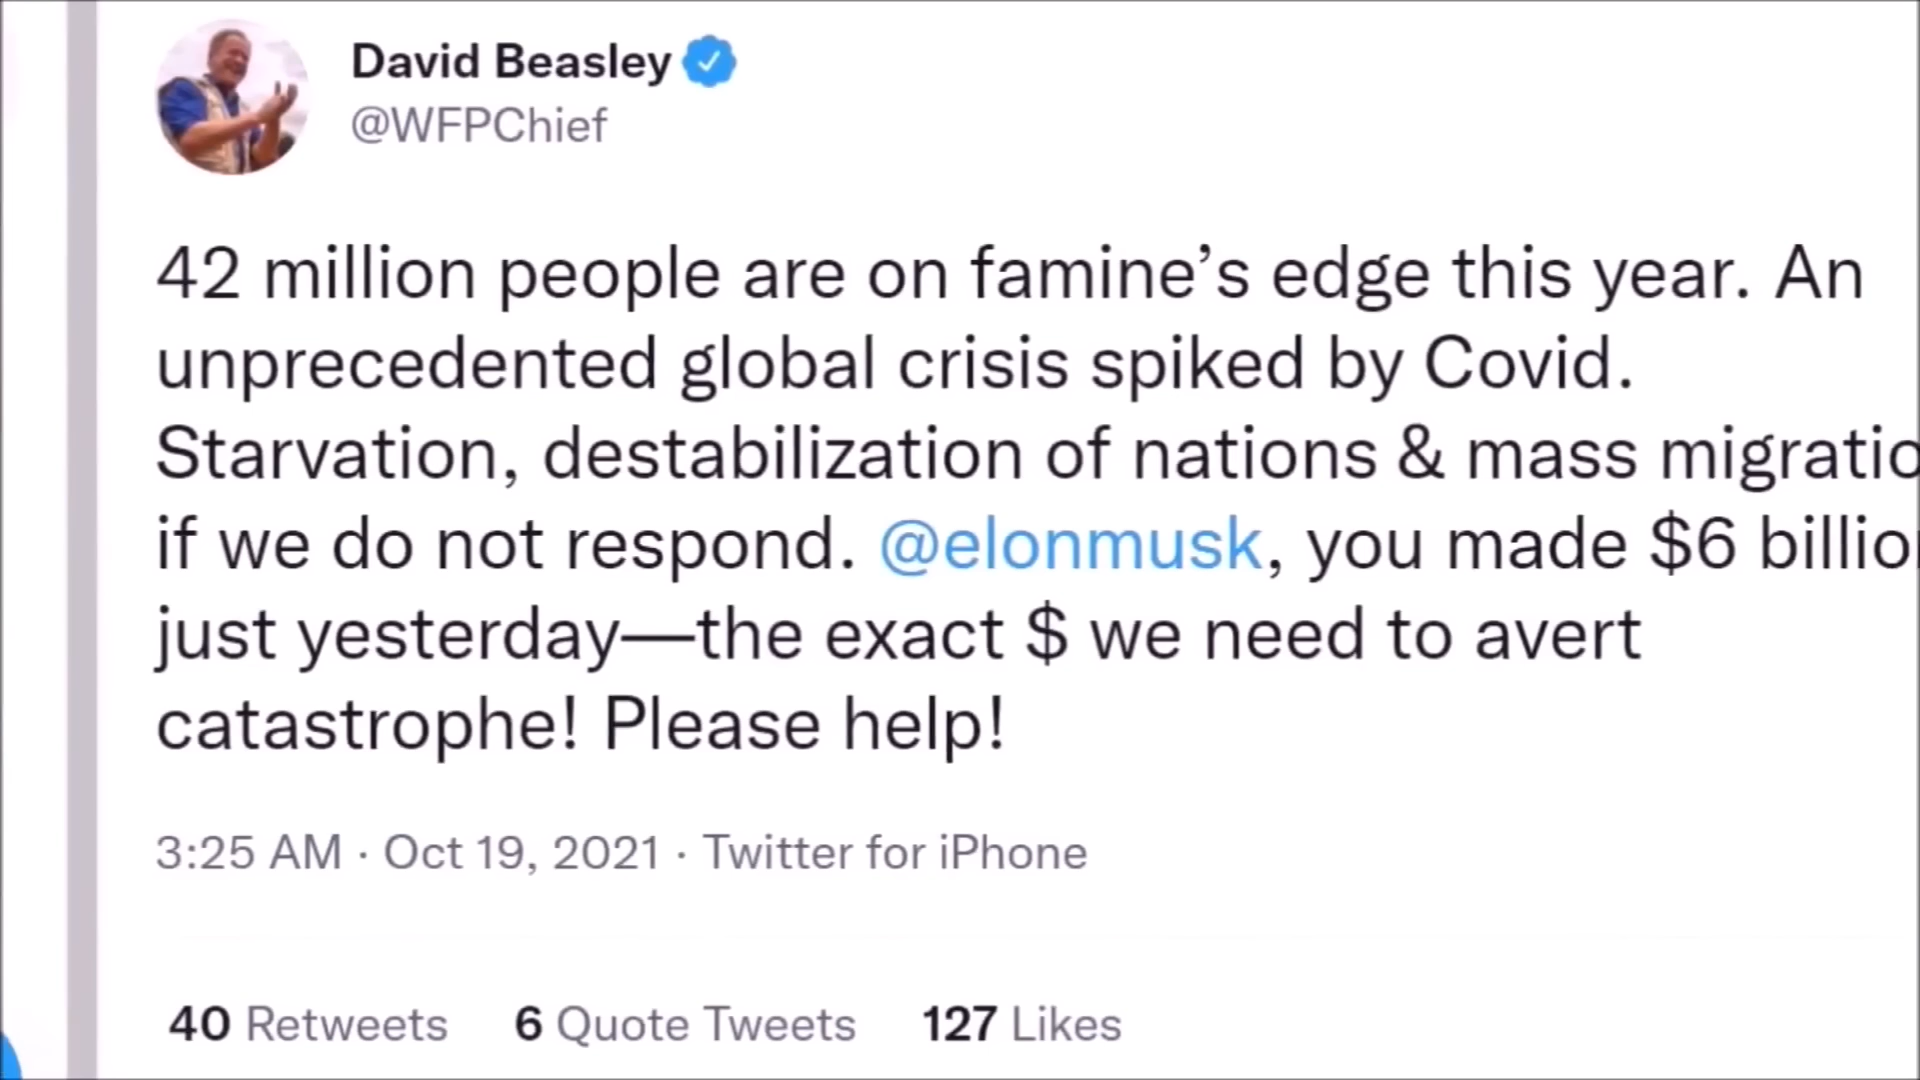 David Beasley
@WFPChief
42 million people are on famine’s edge this year. An
unprecedented global crisis spiked by Covid.
Starvation, destabilization of nations & mass migratio
if we do not respond. @elonmusk, you made $6 billio
just yesterday—the exact $ we need to avert
catastrophe! Please help!
3:25 AM · Oct 19, 2021 · Twitter for iPhone
40 Retweets 6 Quote Tweets 127 Likes